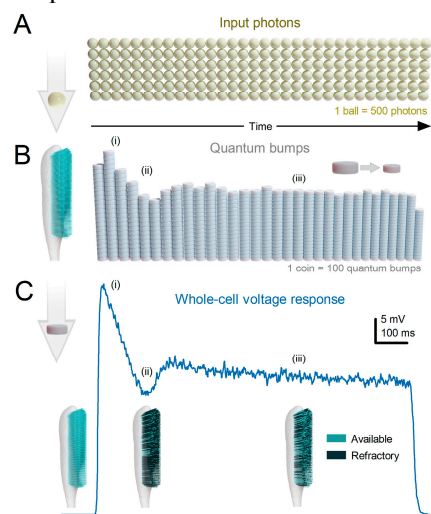 A
Input photons
1 ball = 500 photons
Time
B
Quantum bumps
(i)
(ii)
(iii)
1 coin = 100 quantum bumps
C
(i)
Whole-cell voltage response
5 mV
100 ms
(ii)
(iii)
Available
Refractory